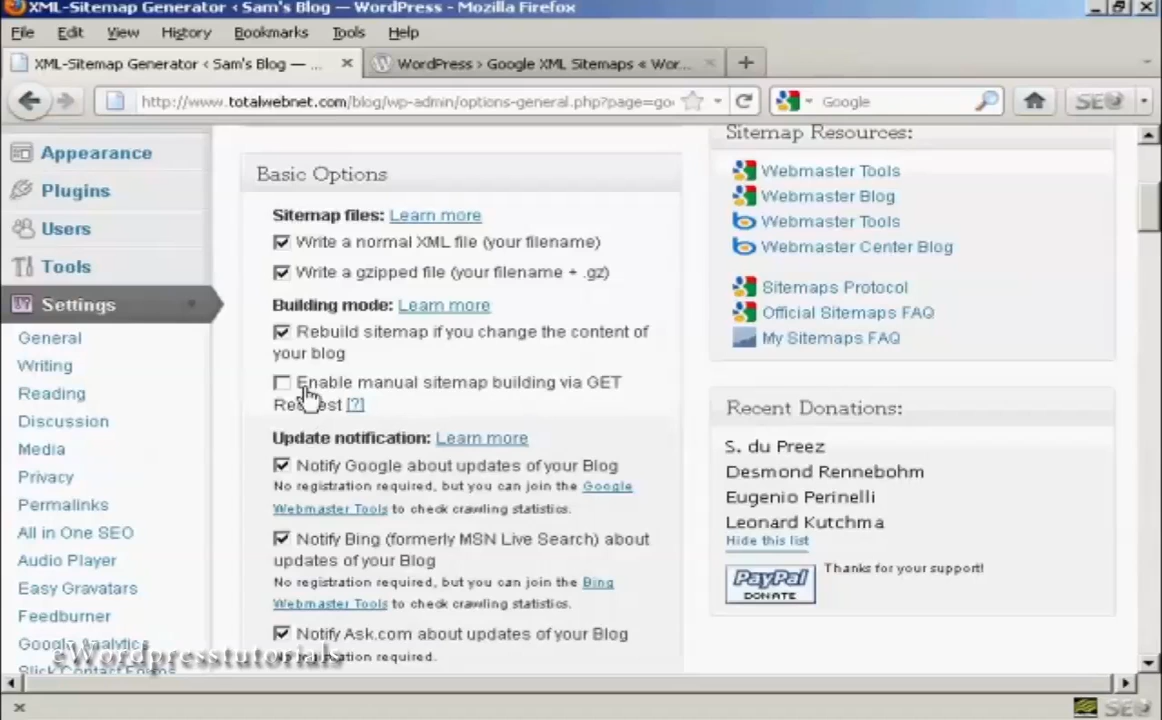 XML-Sitemap Generator ‹ Sam's Blog — WordPress - Mozilla Firefox
File Edit View History Bookmarks Tools Help
XML-Sitemap Generator ‹ Sam's Blog — ...
WordPress › Google XML Sitemaps « Wor...
http://www.totalwebnet.com/blog/wp-admin/options-general.php?page=go
Google
SEO
Appearance
Plugins
Users
Tools
Settings
General
Writing
Reading
Discussion
Media
Privacy
Permalinks
All in One SEO
Audio Player
Easy Gravatars
Feedburner
Google Analytics
eWordpresstutorials
Basic Options
Sitemap files: Learn more
Write a normal XML file (your filename)
Write a gzipped file (your filename + .gz)
Building mode: Learn more
Rebuild sitemap if you change the content of
your blog
Enable manual sitemap building via GET
Request [?]
Update notification: Learn more
Notify Google about updates of your Blog
No registration required, but you can join the Google
Webmaster Tools to check crawling statistics.
Notify Bing (formerly MSN Live Search) about
updates of your Blog
No registration required, but you can join the Bing
Webmaster Tools to check crawling statistics.
Notify Ask.com about updates of your Blog
No registration required.
Sitemap Resources:
Webmaster Tools
Webmaster Blog
Webmaster Tools
Webmaster Center Blog
Sitemaps Protocol
Official Sitemaps FAQ
My Sitemaps FAQ
Recent Donations:
S. du Preez
Desmond Rennebohm
Eugenio Perinelli
Leonard Kutchma
Hide this list
PayPal
DONATE
Thanks for your support!
SEO